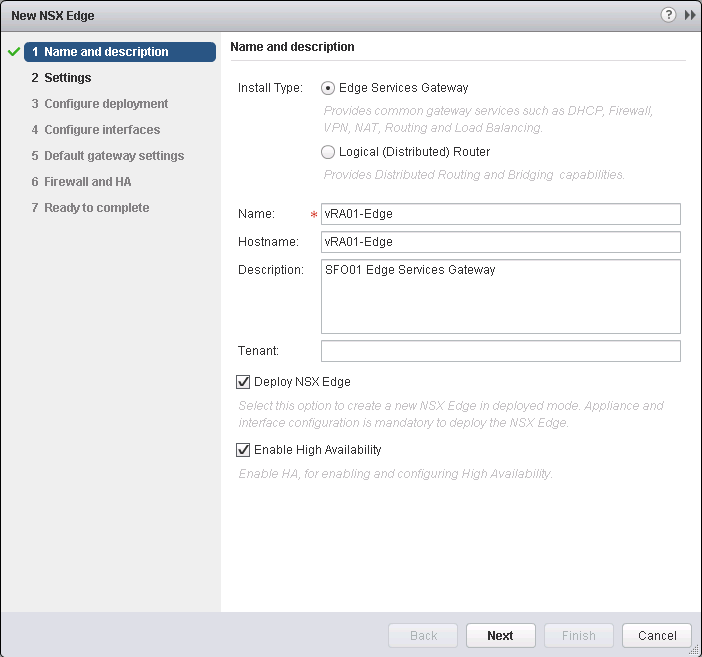 New NSX Edge
?
1 Name and description
2 Settings
3 Configure deployment
4 Configure interfaces
5 Default gateway settings
6 Firewall and HA
7 Ready to complete
Name and description
Install Type:
Edge Services Gateway
Provides common gateway services such as DHCP, Firewall,
VPN, NAT, Routing and Load Balancing.
Logical (Distributed) Router
Provides Distributed Routing and Bridging capabilities.
Name: * vRA01-Edge
Hostname: vRA01-Edge
Description: SFO01 Edge Services Gateway
Tenant:
Deploy NSX Edge
Select this option to create a new NSX Edge in deployed mode. Appliance and
interface configuration is mandatory to deploy the NSX Edge.
Enable High Availability
Enable HA, for enabling and configuring High Availability.
Back Next Finish Cancel